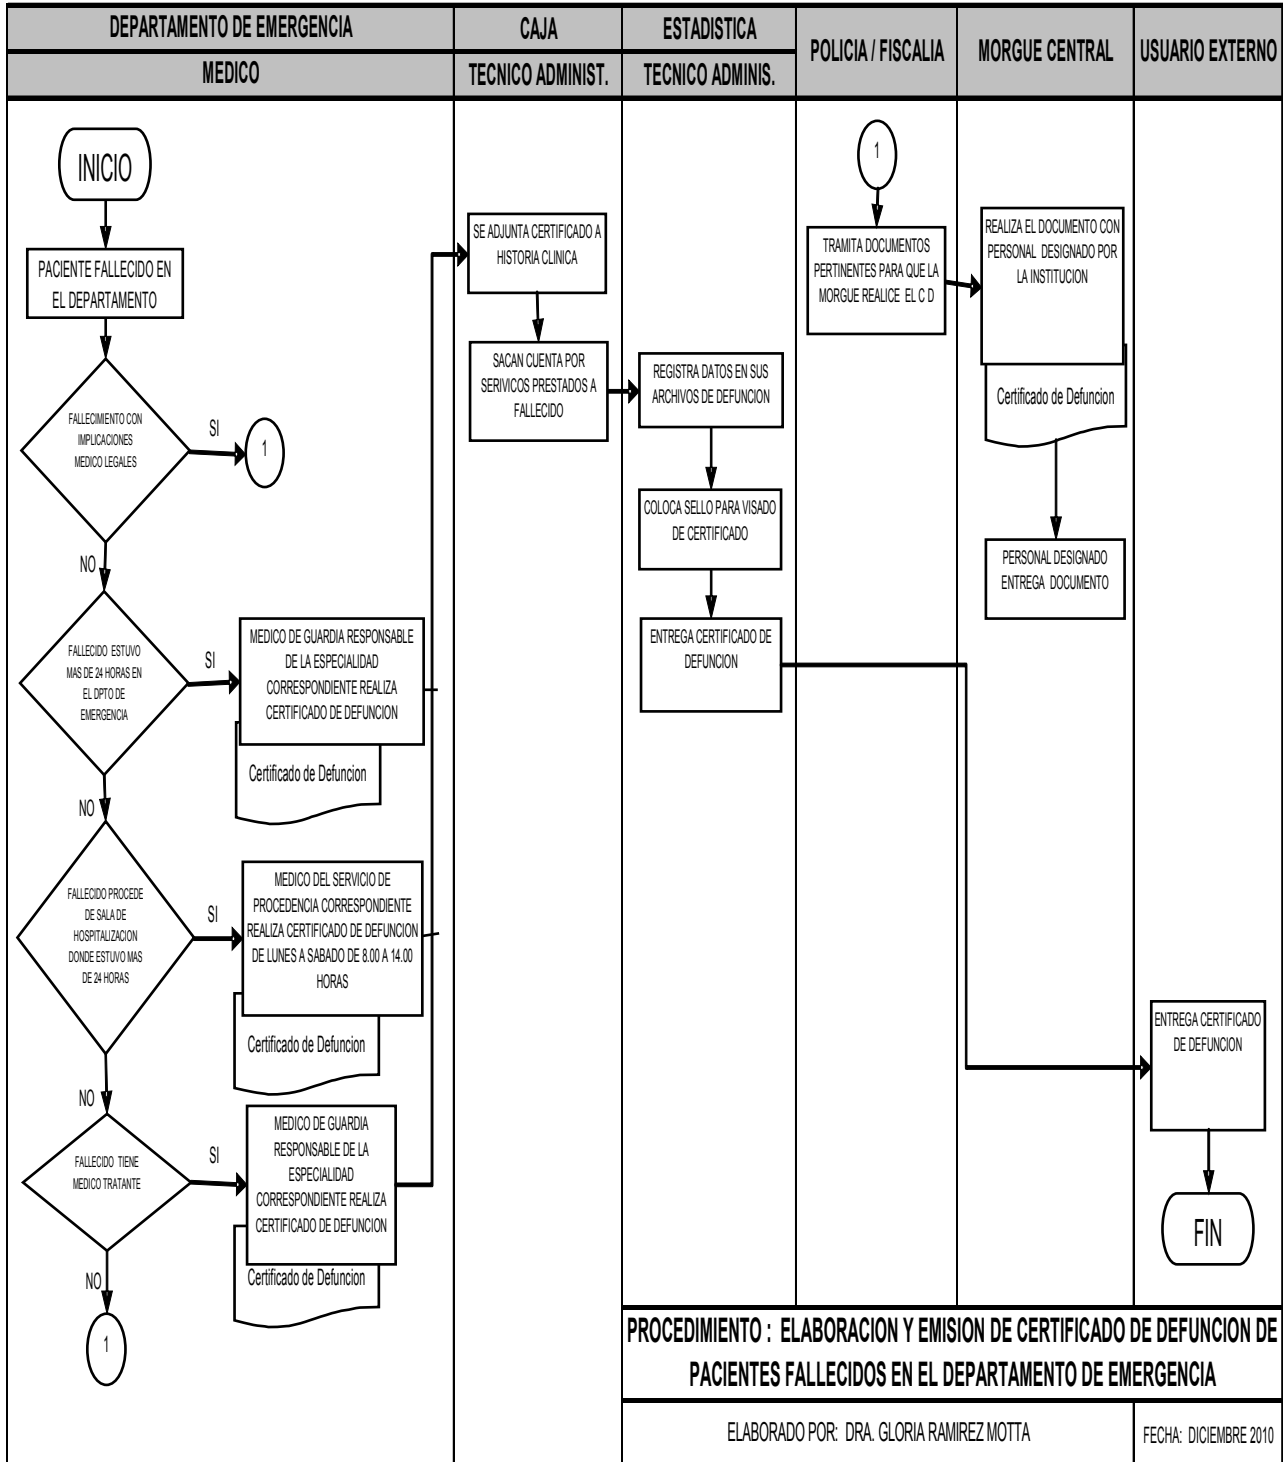 DEPARTAMENTO DE EMERGENCIA
CAJA
ESTADISTICA
POLICIA / FISCALIA
MORGUE CENTRAL
USUARIO EXTERNO
MEDICO
TECNICO ADMINIST.
TECNICO ADMINIS.
INICIO
PACIENTE FALLECIDO EN
EL DEPARTAMENTO
FALLECIMIENTO CON
IMPLICACIONES
MEDICO LEGALES
SI
1
NO
FALLECIDO ESTUVO
MAS DE 24 HORAS EN
EL DPTO DE
EMERGENCIA
SI
MEDICO DE GUARDIA RESPONSABLE
DE LA ESPECIALIDAD
CORRESPONDIENTE REALIZA
CERTIFICADO DE DEFUNCION
Certificado de Defuncion
NO
FALLECIDO PROCEDE
DE SALA DE
HOSPITALIZACION
DONDE ESTUVO MAS
DE 24 HORAS
SI
MEDICO DEL SERVICIO DE
PROCEDENCIA CORRESPONDIENTE
REALIZA CERTIFICADO DE DEFUNCION
DE LUNES A SABADO DE 8.00 A 14.00
HORAS
Certificado de Defuncion
NO
FALLECIDO TIENE
MEDICO TRATANTE
SI
MEDICO DE GUARDIA
RESPONSABLE DE LA
ESPECIALIDAD
CORRESPONDIENTE REALIZA
CERTIFICADO DE DEFUNCION
Certificado de Defuncion
NO
1
SE ADJUNTA CERTIFICADO A
HISTORIA CLINICA
SACAN CUENTA POR
SERIVICOS PRESTADOS A
FALLECIDO
REGISTRA DATOS EN SUS
ARCHIVOS DE DEFUNCION
COLOCA SELLO PARA VISADO
DE CERTIFICADO
ENTREGA CERTIFICADO DE
DEFUNCION
1
TRAMITA DOCUMENTOS
PERTINENTES PARA QUE LA
MORGUE REALICE EL C D
REALIZA EL DOCUMENTO CON
PERSONAL DESIGNADO POR
LA INSTITUCION
Certificado de Defuncion
PERSONAL DESIGNADO
ENTREGA DOCUMENTO
ENTREGA CERTIFICADO
DE DEFUNCION
FIN
PROCEDIMIENTO : ELABORACION Y EMISION DE CERTIFICADO DE DEFUNCION DE
PACIENTES FALLECIDOS EN EL DEPARTAMENTO DE EMERGENCIA
ELABORADO POR: DRA. GLORIA RAMIREZ MOTTA
FECHA: DICIEMBRE 2010